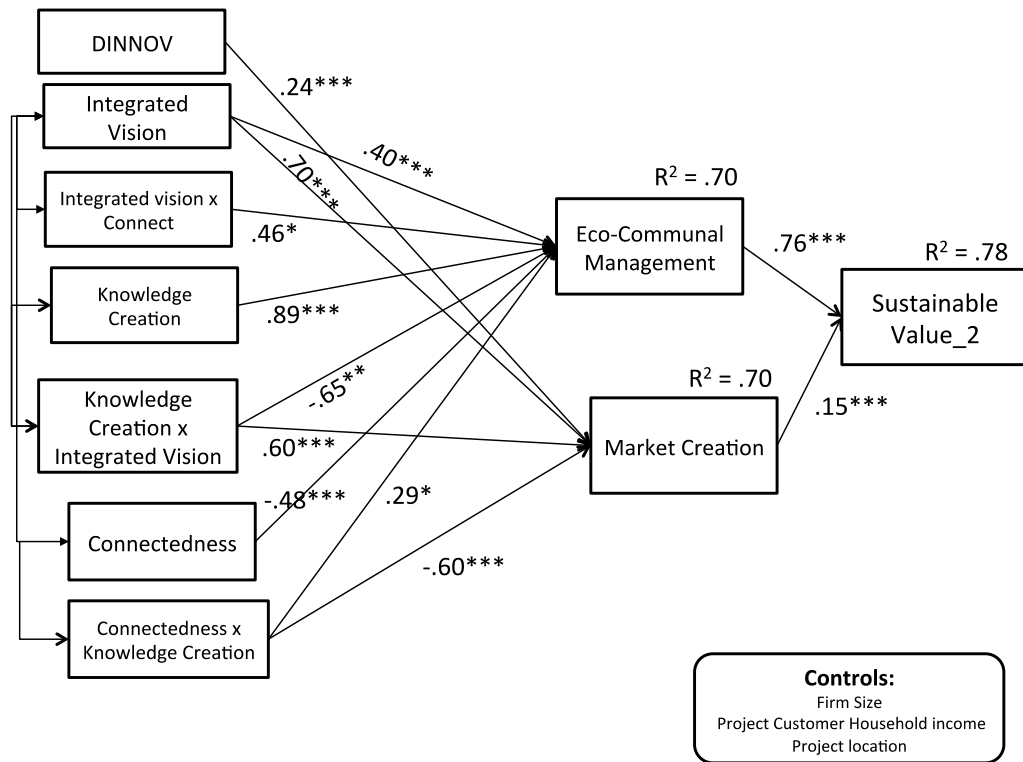 DINNOV
.24***
Integrated
Vision
.40***
.70***
Integrated vision x
Connect
.46*
R² = .70
Eco-Communal
Management
.76***
R² = .78
Sustainable
Value_2
Knowledge
Creation
.89***
-.65**
R² = .70
Knowledge
Creation x
Integrated Vision
.60***
Market Creation
.15***
-.48***
.29*
Connectedness
-.60***
Connectedness x
Knowledge Creation
Controls:
Firm Size
Project Customer Household income
Project location